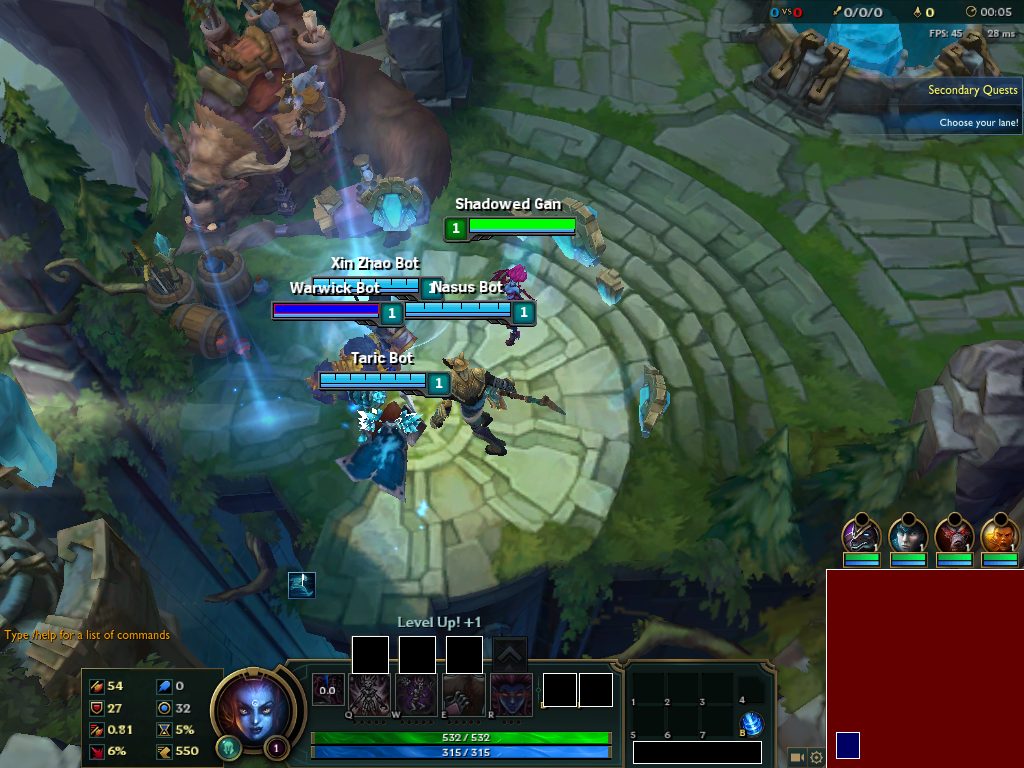 0 vs 0 0/0/0 0 00:05
FPS: 45 28 ms
Secondary Quests
Choose your lane!
Shadowed Gan
1
Xin Zhao Bot
1
Warwick Bot
1
Nasus Bot
1
Taric Bot
1
Type /help for a list of commands
Level Up! +1
54 0
27 32
0.81 5%
6% 550
1
0.0
Q W E R
532 / 532
315 / 315
1 2 3 4
5 6 7 B